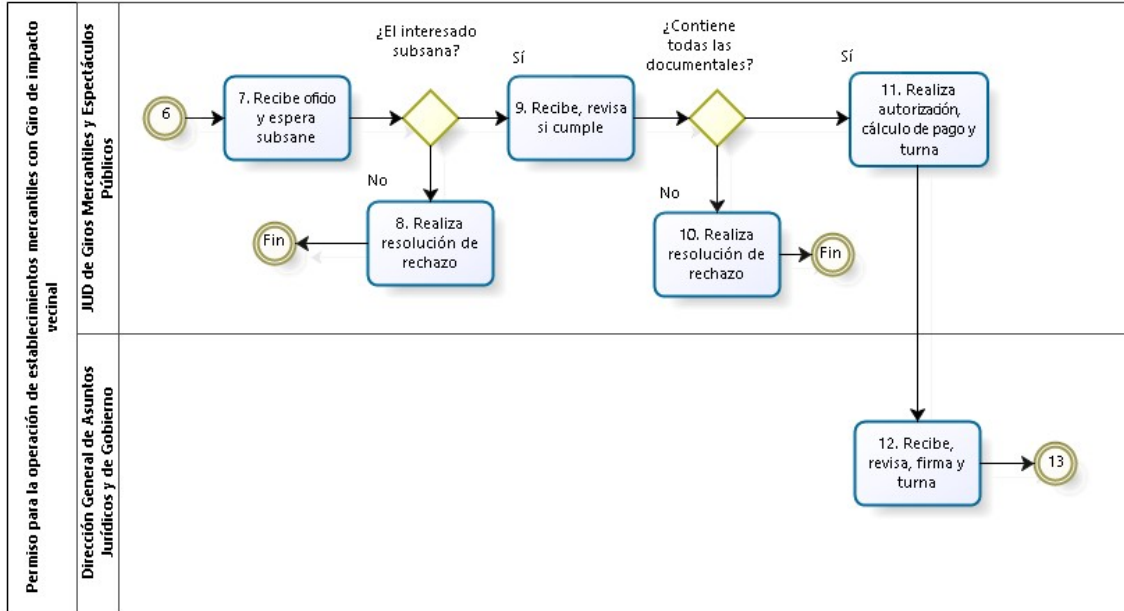 Permiso para la operación de establecimientos mercantiles con Giro de impacto
vecinal
JUD de Giros Mercantiles y Espectáculos
Públicos
6
7. Recibe oficio
y espera
subsane
¿El interesado
subsana?
Sí
No
8. Realiza
resolución de
rechazo
Fin
9. Recibe, revisa
si cumple
¿Contiene
todas las
documentales?
Sí
No
10. Realiza
resolución de
rechazo
Fin
11. Realiza
autorización,
cálculo de pago y
turna
Dirección General de Asuntos
Jurídicos y de Gobierno
12. Recibe,
revisa, firma y
turna
13